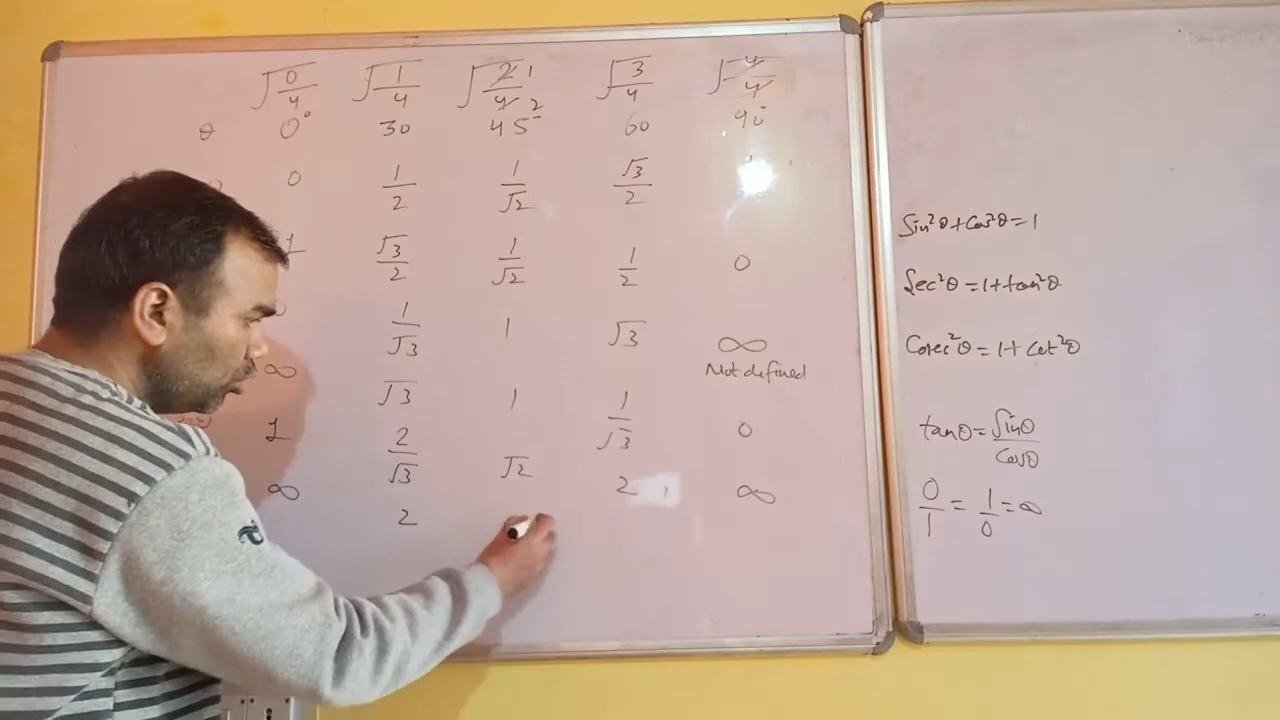 √0/4 √1/4 √2/4 1 2 √3/4 √4/4
θ 0° 30 45° 60 90°
0 1/2 1/√2 √3/2
1 √3/2 1/√2 1/2 0
1/√3 1 √3 ∞
Not defined
∞ √3 1 1/√3 0
1 2/√3 √2 2 ∞
∞ 2
Sin²θ+Cos²θ=1
Sec²θ=1+tan²θ
Cosec²θ=1+Cot²θ
tanθ=Sinθ/Cosθ
0/1=1/0=∞